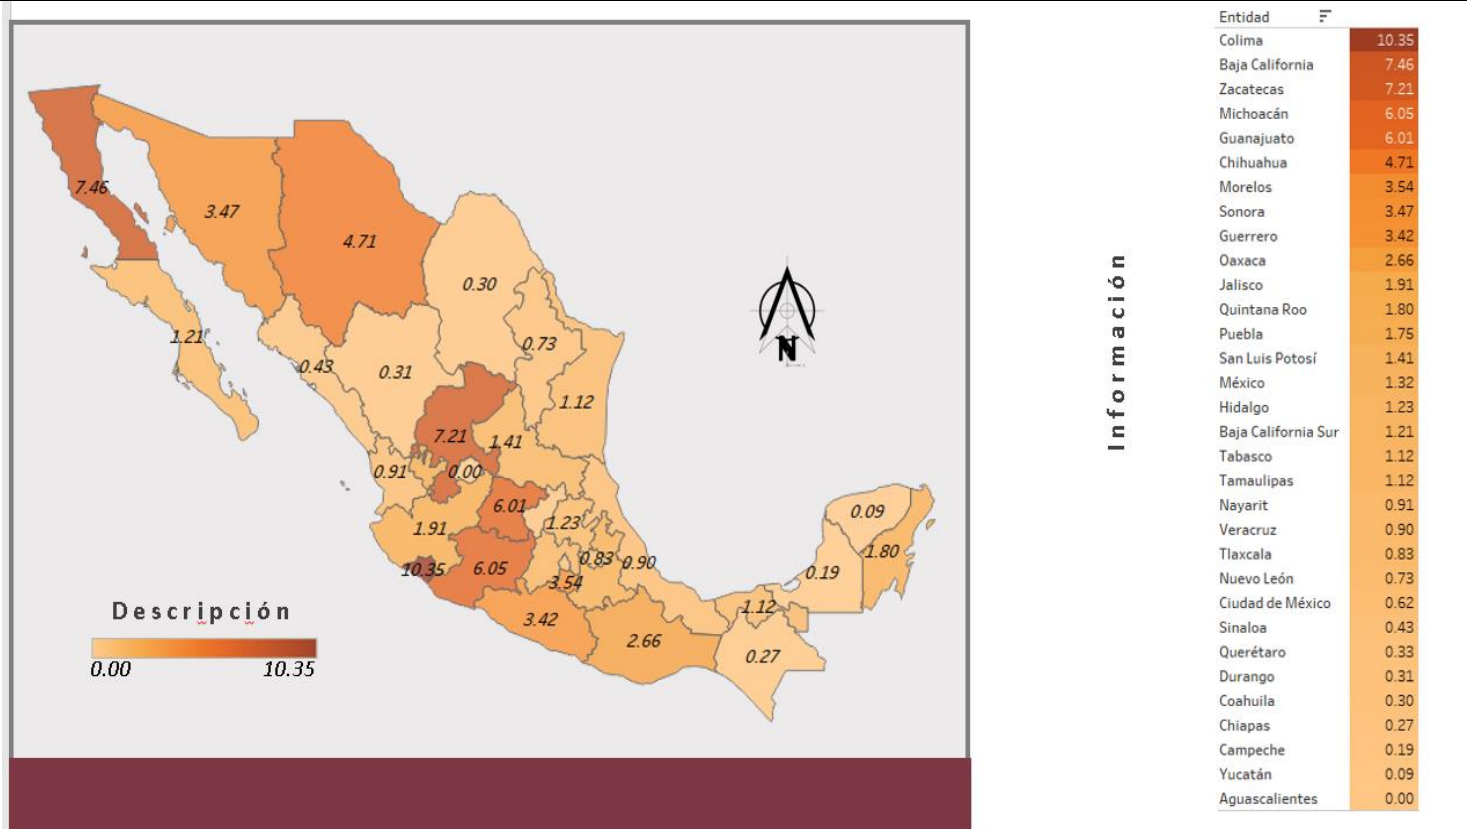 7.46
3.47
4.71
0.30
1.21
0.73
0.43
0.31
1.12
7.21
1.41
0.91
0.00
6.01
0.09
1.23
1.91
1.80
0.83
0.90
10.35
6.05
0.19
3.54
1.12
3.42
2.66
0.27
N
Descripción
0.00 10.35
Información
Entidad
Colima 10.35
Baja California 7.46
Zacatecas 7.21
Michoacán 6.05
Guanajuato 6.01
Chihuahua 4.71
Morelos 3.54
Sonora 3.47
Guerrero 3.42
Oaxaca 2.66
Jalisco 1.91
Quintana Roo 1.80
Puebla 1.75
San Luis Potosí 1.41
México 1.32
Hidalgo 1.23
Baja California Sur 1.21
Tabasco 1.12
Tamaulipas 1.12
Nayarit 0.91
Veracruz 0.90
Tlaxcala 0.83
Nuevo León 0.73
Ciudad de México 0.62
Sinaloa 0.43
Querétaro 0.33
Durango 0.31
Coahuila 0.30
Chiapas 0.27
Campeche 0.19
Yucatán 0.09
Aguascalientes 0.00